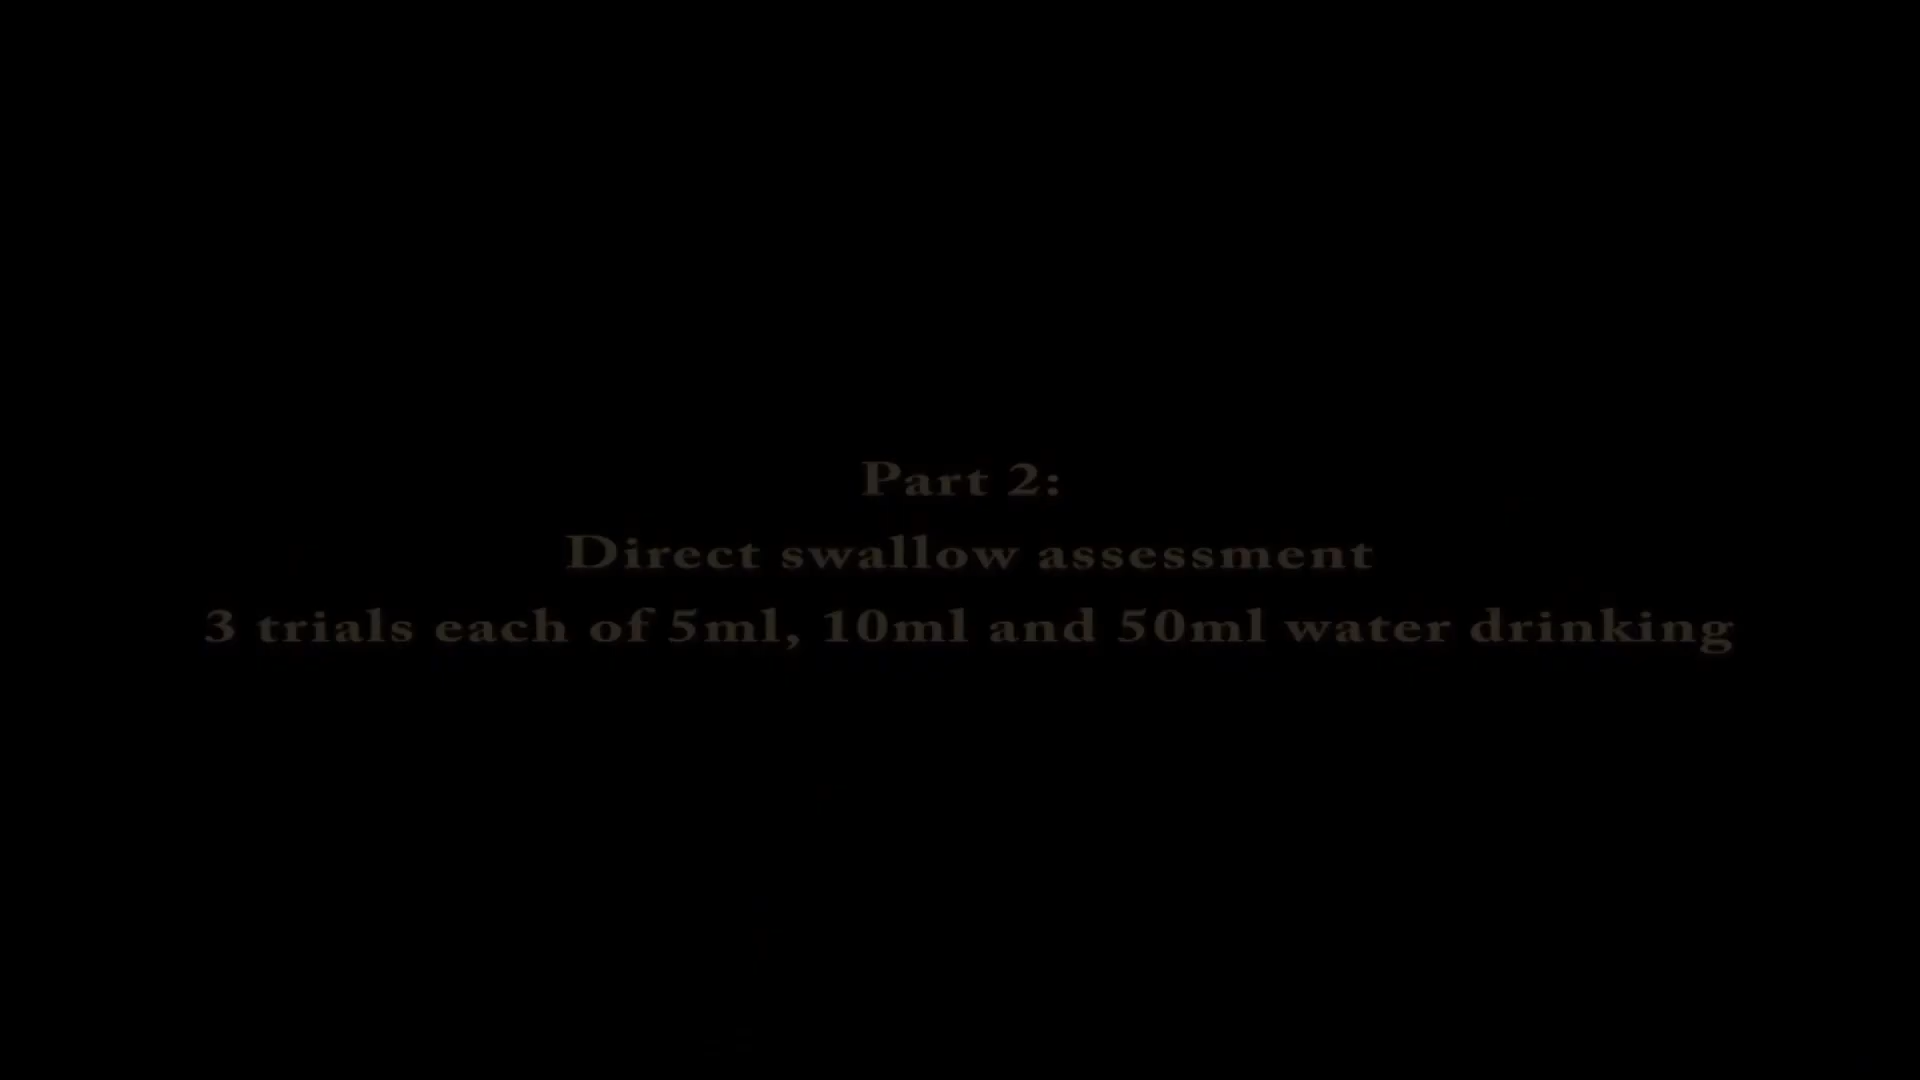 Part 2:
Direct swallow assessment
3 trials each of 5ml, 10ml and 50ml water drinking